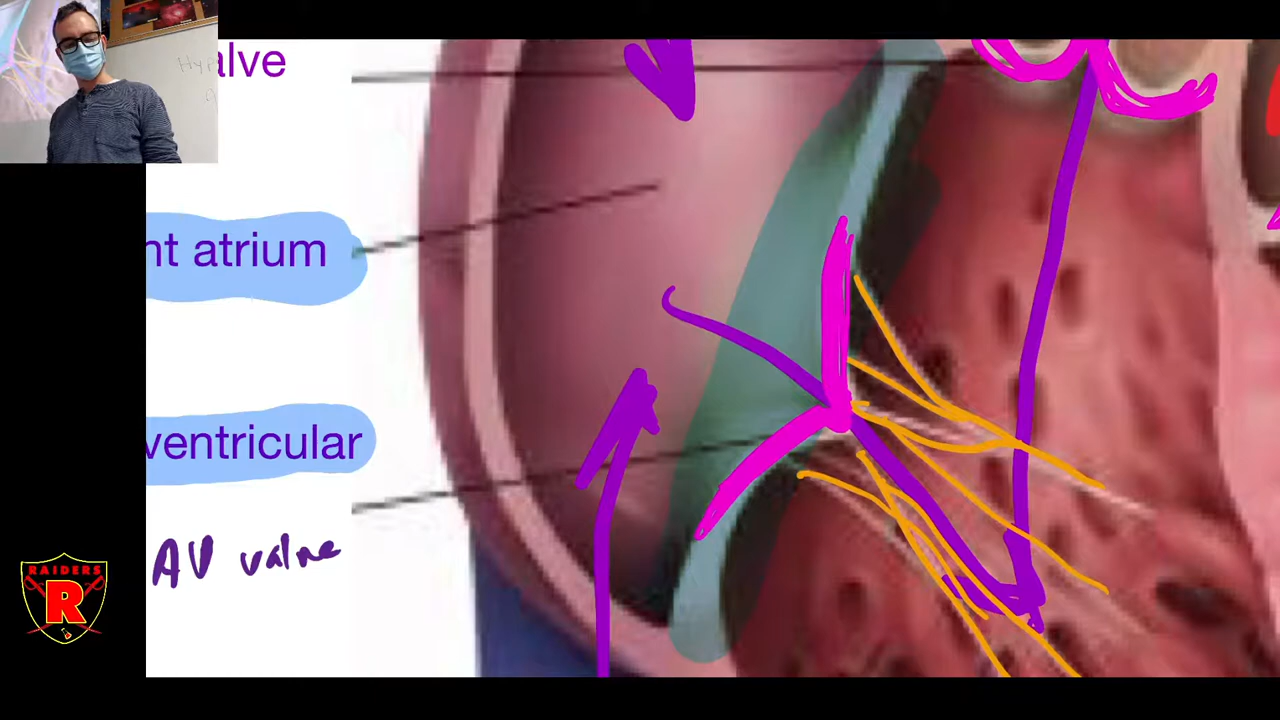 alve
nt atrium
ventricular
AV valve
RAIDERS
R